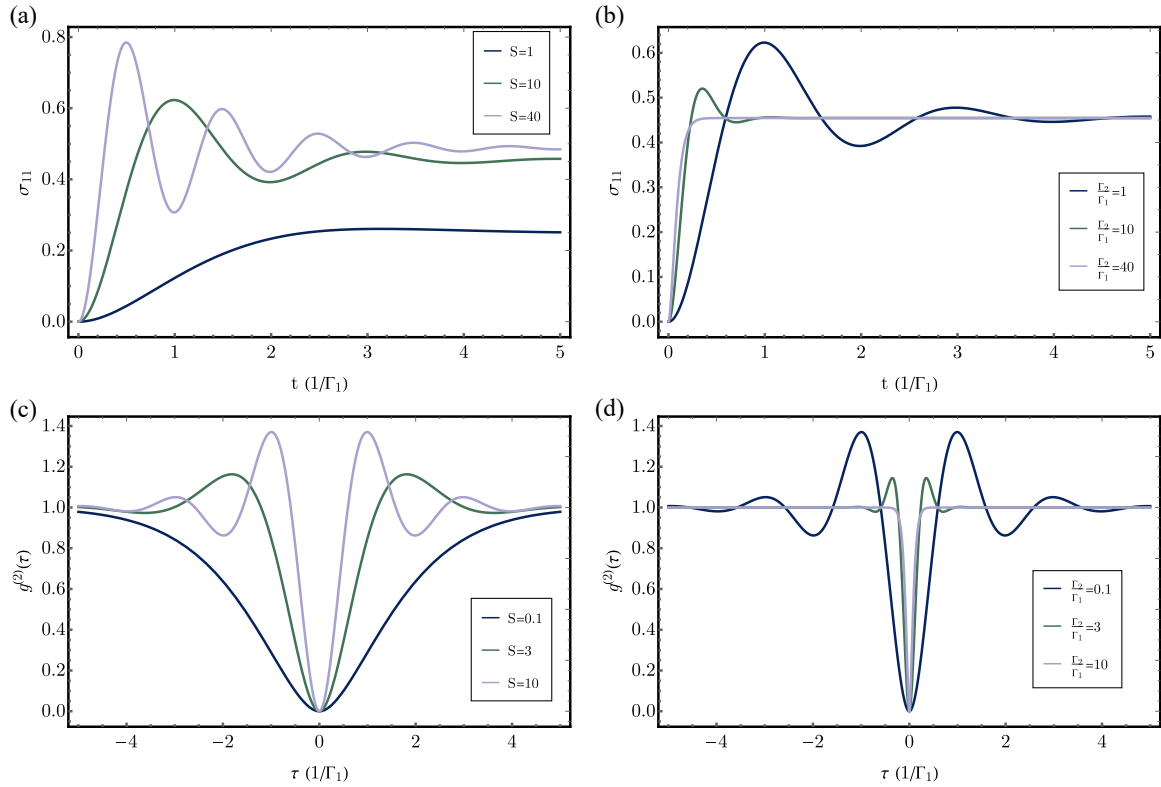 (a)
0.8
0.6
0.4
0.2
0.0
σ₁₁
S=1
S=10
S=40
0 1 2 3 4 5
t (1/Γ₁)
(b)
0.6
0.5
0.4
0.3
0.2
0.1
0.0
σ₁₁
Γ₂/Γ₁=1
Γ₂/Γ₁=10
Γ₂/Γ₁=40
0 1 2 3 4 5
t (1/Γ₁)
(c)
1.4
1.2
1.0
0.8
0.6
0.4
0.2
0.0
g⁽²⁾(τ)
S=0.1
S=3
S=10
−4 −2 0 2 4
τ (1/Γ₁)
(d)
1.4
1.2
1.0
0.8
0.6
0.4
0.2
0.0
g⁽²⁾(τ)
Γ₂/Γ₁=0.1
Γ₂/Γ₁=3
Γ₂/Γ₁=10
−4 −2 0 2 4
τ (1/Γ₁)